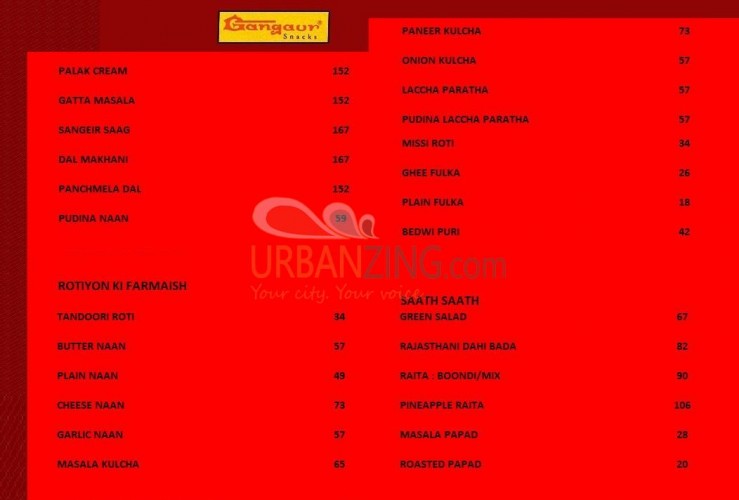 Gangaur
Snacks
PALAK CREAM 152
GATTA MASALA 152
SANGEIR SAAG 167
DAL MAKHANI 167
PANCHMELA DAL 152
PUDINA NAAN 59
ROTIYON KI FARMAISH
TANDOORI ROTI 34
BUTTER NAAN 57
PLAIN NAAN 49
CHEESE NAAN 73
GARLIC NAAN 57
MASALA KULCHA 65
PANEER KULCHA 73
ONION KULCHA 57
LACCHA PARATHA 57
PUDINA LACCHA PARATHA 57
MISSI ROTI 34
GHEE FULKA 26
PLAIN FULKA 18
BEDWI PURI 42
SAATH SAATH
GREEN SALAD 67
RAJASTHANI DAHI BADA 82
RAITA : BOONDI/MIX 90
PINEAPPLE RAITA 106
MASALA PAPAD 28
ROASTED PAPAD 20
URBANZING.com
Your city. Your voice.